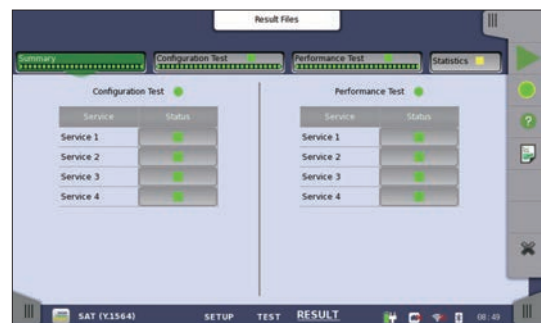 Result Files
Summary Configuration Test Performance Test Statistics
Configuration Test Performance Test
Service Status Service Status
Service 1 Service 1
Service 2 Service 2
Service 3 Service 3
Service 4 Service 4
SAT (Y.1564) SETUP TEST RESULT 08:49